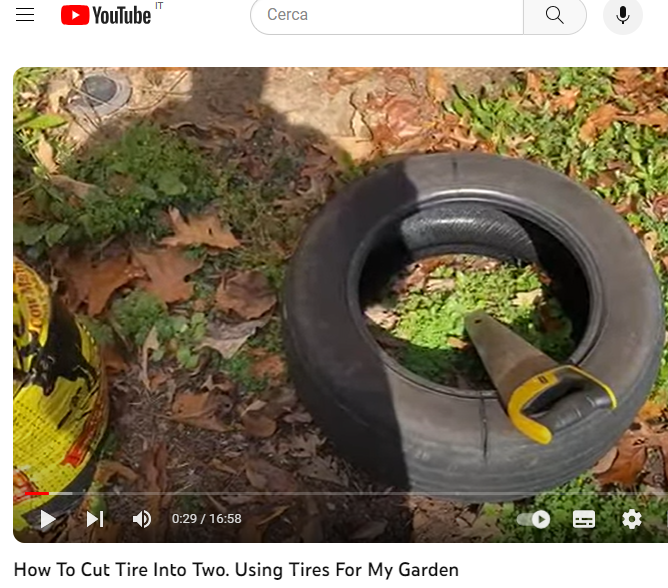 YouTube IT
Cerca
0:29 / 16:58
How To Cut Tire Into Two. Using Tires For My Garden